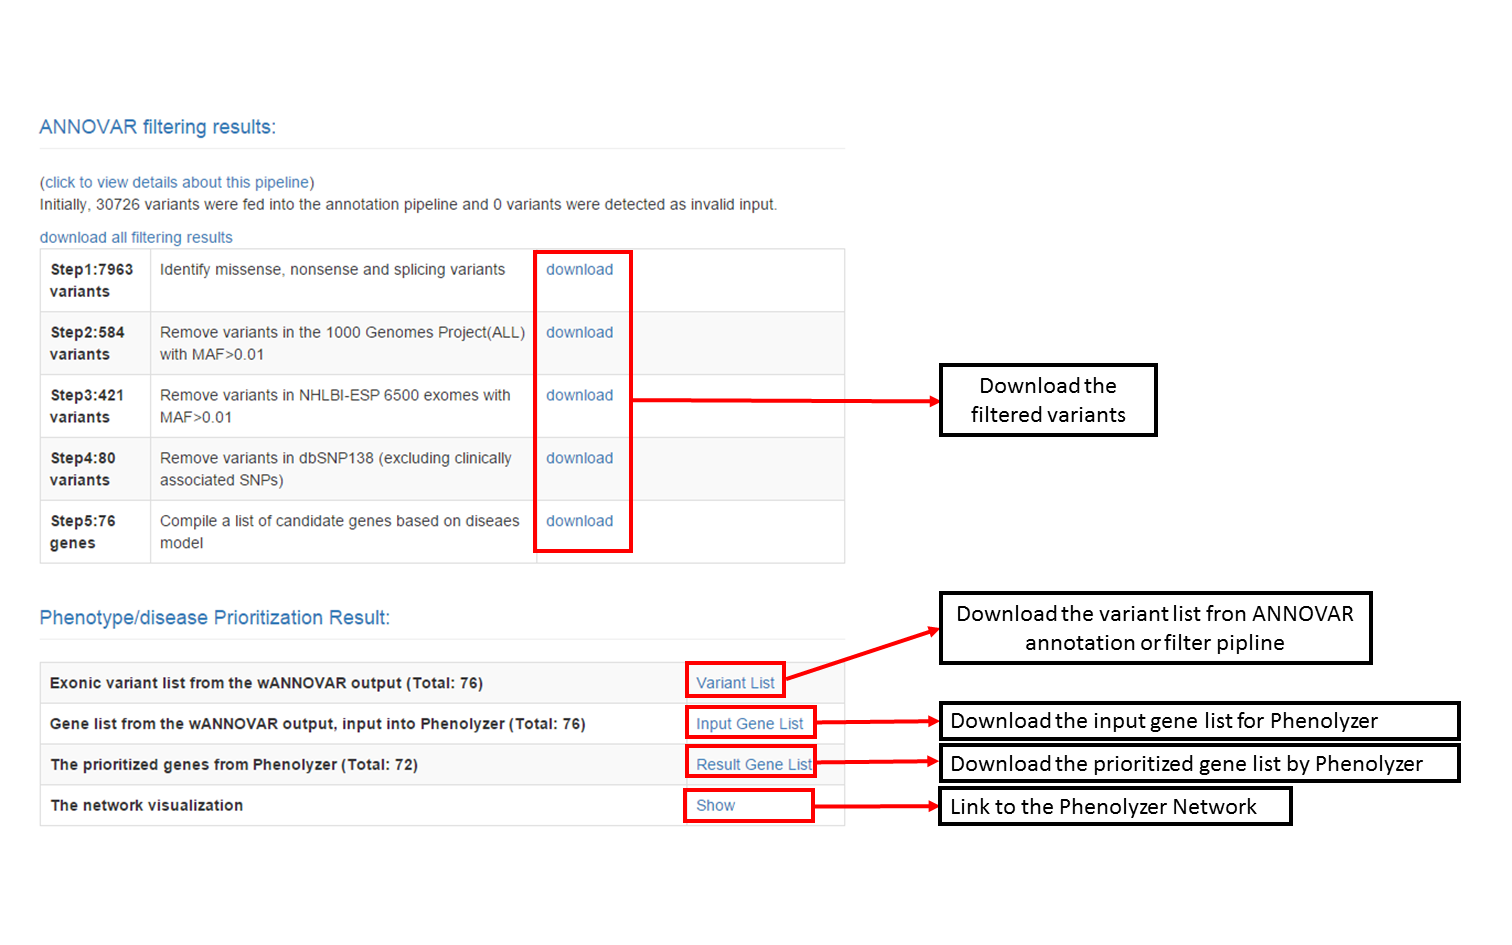 ANNOVAR filtering results:
(click to view details about this pipeline)
Initially, 30726 variants were fed into the annotation pipeline and 0 variants were detected as invalid input.
download all filtering results
Step1:7963 variants
Identify missense, nonsense and splicing variants
download
Step2:584 variants
Remove variants in the 1000 Genomes Project(ALL)
with MAF>0.01
download
Step3:421 variants
Remove variants in NHLBI-ESP 6500 exomes with
MAF>0.01
download
Step4:80 variants
Remove variants in dbSNP138 (excluding clinically
associated SNPs)
download
Step5:76 genes
Compile a list of candidate genes based on diseaes
model
download
Download the
filtered variants
Phenotype/disease Prioritization Result:
Exonic variant list from the wANNOVAR output (Total: 76)
Variant List
Download the variant list fron ANNOVAR
annotation or filter pipline
Gene list from the wANNOVAR output, input into Phenolyzer (Total: 76)
Input Gene List
Download the input gene list for Phenolyzer
The prioritized genes from Phenolyzer (Total: 72)
Result Gene List
Download the prioritized gene list by Phenolyzer
The network visualization
Show
Link to the Phenolyzer Network